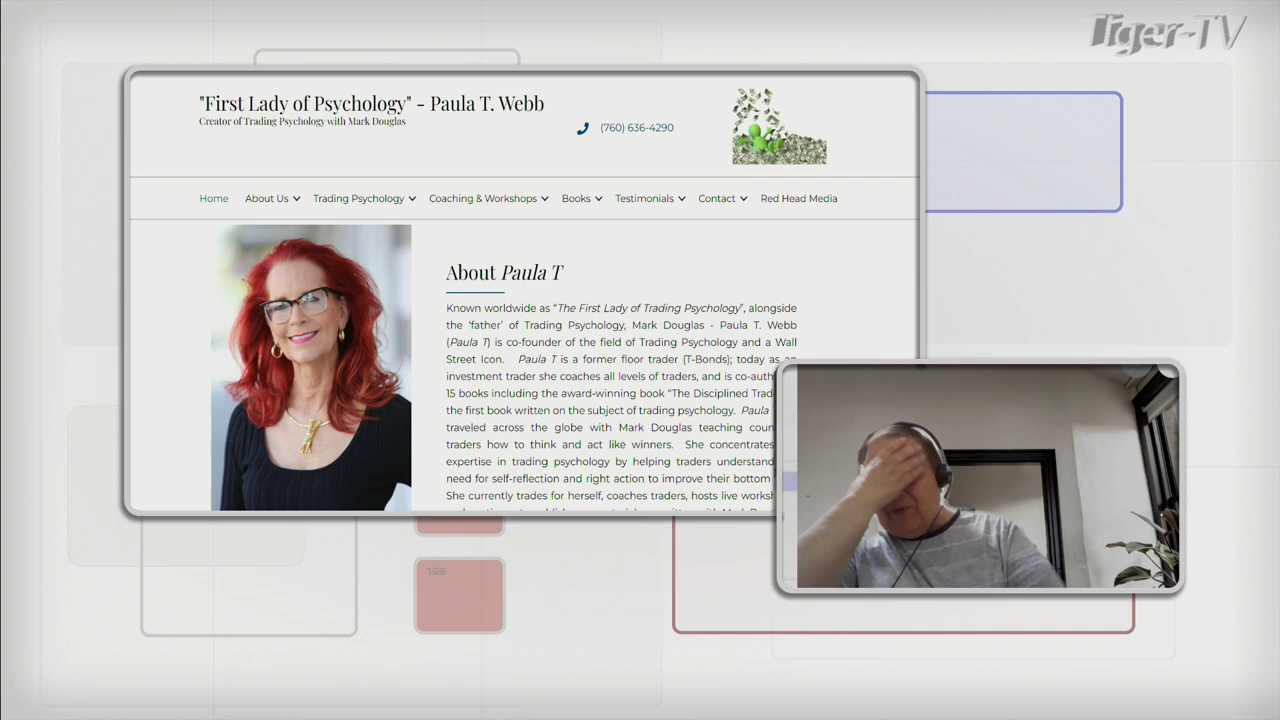 Tiger-TV
"First Lady of Psychology" - Paula T. Webb
Creator of Trading Psychology with Mark Douglas
(760) 636-4290
Home About Us Trading Psychology Coaching & Workshops Books Testimonials Contact Red Head Media
About Paula T
Known worldwide as "The First Lady of Trading Psychology", alongside
the 'father' of Trading Psychology, Mark Douglas - Paula T. Webb
(Paula T) is co-founder of the field of Trading Psychology and a Wall
Street Icon. Paula T is a former floor trader (T-Bonds); today as an
investment trader she coaches all levels of traders, and is co-auth
15 books including the award-winning book "The Disciplined Trad
the first book written on the subject of trading psychology. Paula
traveled across the globe with Mark Douglas teaching coun
traders how to think and act like winners. She concentrates
expertise in trading psychology by helping traders understand
need for self-reflection and right action to improve their bottom
She currently trades for herself, coaches traders, hosts live worksh